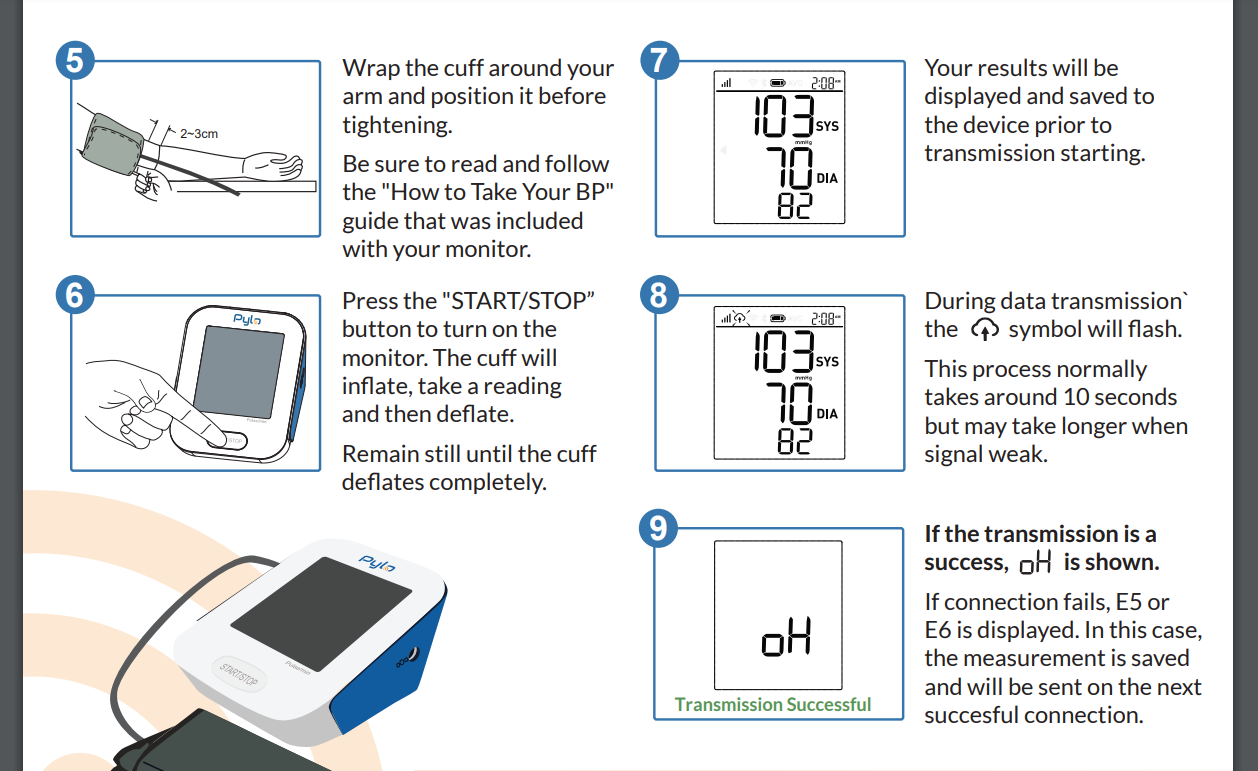 5
2~3cm
Wrap the cuff around your
arm and position it before
tightening.
Be sure to read and follow
the "How to Take Your BP"
guide that was included
with your monitor.
6
Pylo
STOP
Press the "START/STOP”
button to turn on the
monitor. The cuff will
inflate, take a reading
and then deflate.
Remain still until the cuff
deflates completely.
Pylo
START/STOP
7
2:08
103 SYS
mmHg
70 DIA
82
Your results will be
displayed and saved to
the device prior to
transmission starting.
8
2:08
103 SYS
mmHg
70 DIA
82
During data transmission`
the symbol will flash.
This process normally
takes around 10 seconds
but may take longer when
signal weak.
9
oH
Transmission Successful
If the transmission is a
success, oH is shown.
If connection fails, E5 or
E6 is displayed. In this case,
the measurement is saved
and will be sent on the next
succesful connection.